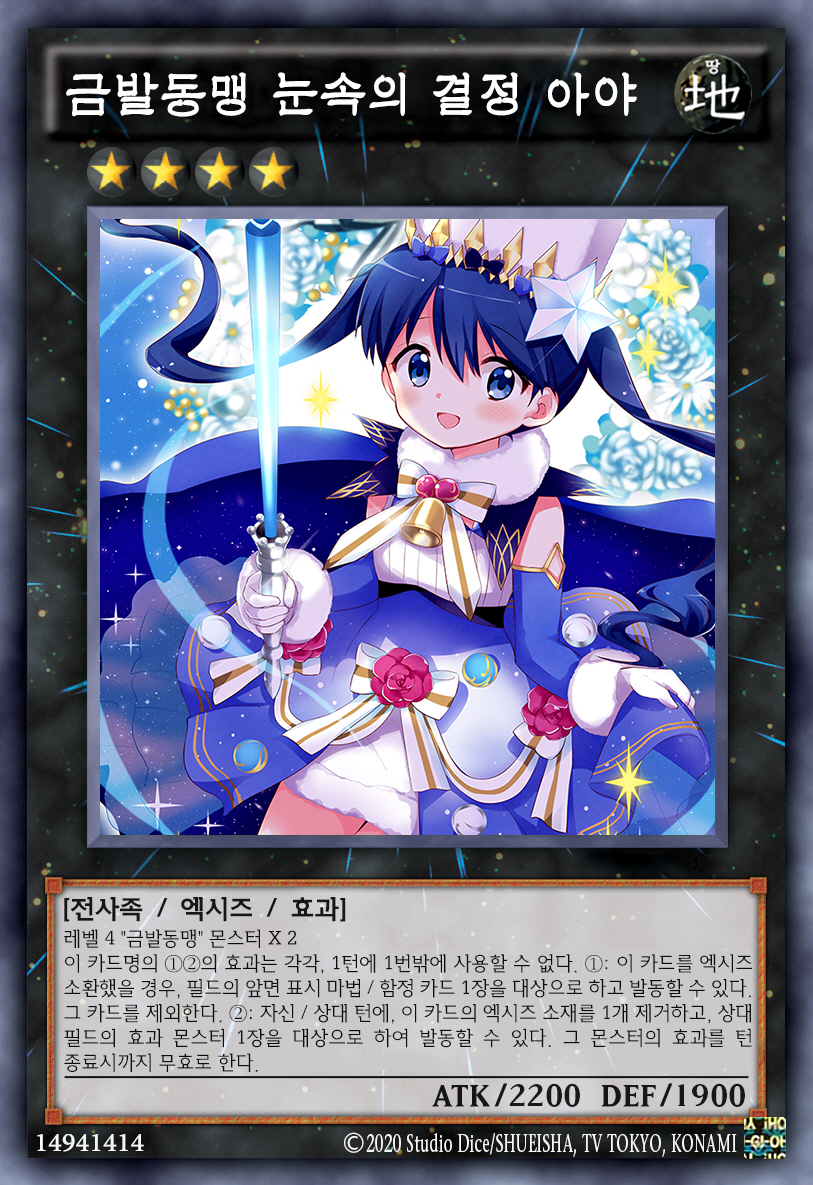 금발동맹 눈속의 결정 아야
땅
地
[전사족 / 엑시즈 / 효과]
레벨 4 "금발동맹" 몬스터 X 2
이 카드명의 ①②의 효과는 각각, 1턴에 1번밖에 사용할 수 없다. ①: 이 카드를 엑시즈
소환했을 경우, 필드의 앞면 표시 마법 / 함정 카드 1장을 대상으로 하고 발동할 수 있다.
그 카드를 제외한다. ②: 자신 / 상대 턴에, 이 카드의 엑시즈 소재를 1개 제거하고, 상대
필드의 효과 몬스터 1장을 대상으로 하여 발동할 수 있다. 그 몬스터의 효과를 턴
종료시까지 무효로 한다.
ATK/2200 DEF/1900
14941414
©2020 Studio Dice/SHUEISHA, TV TOKYO, KONAMI